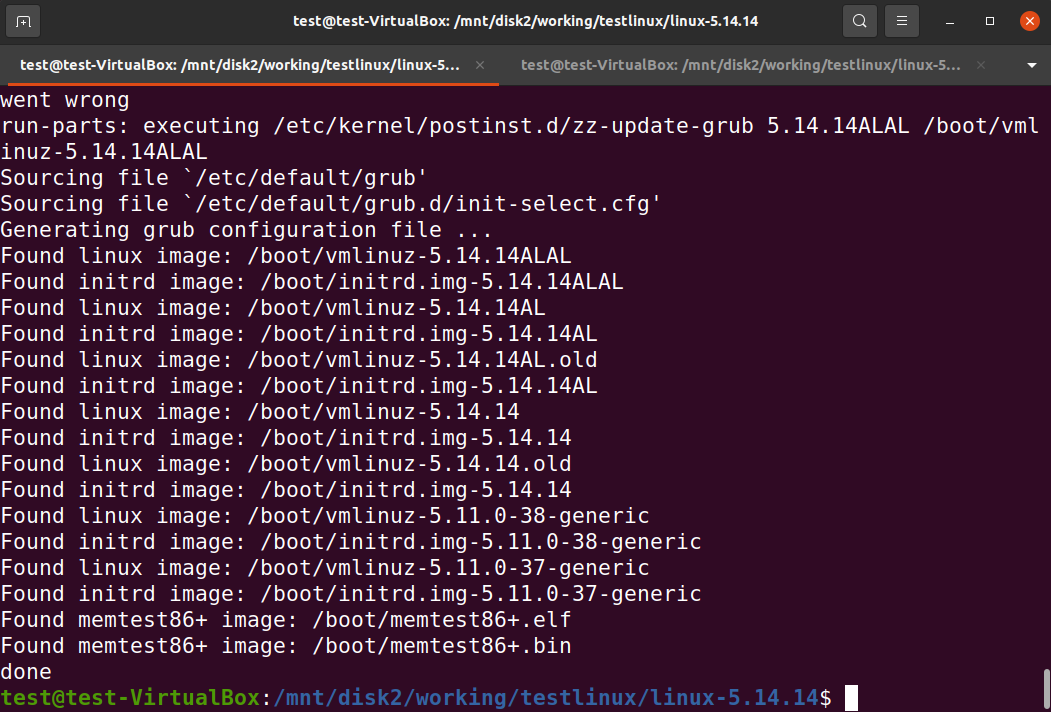 test@test-VirtualBox: /mnt/disk2/working/testlinux/linux-5.14.14
test@test-VirtualBox: /mnt/disk2/working/testlinux/linux-5...
test@test-VirtualBox: /mnt/disk2/working/testlinux/linux-5...
went wrong
run-parts: executing /etc/kernel/postinst.d/zz-update-grub 5.14.14ALAL /boot/vml
inuz-5.14.14ALAL
Sourcing file `/etc/default/grub'
Sourcing file `/etc/default/grub.d/init-select.cfg'
Generating grub configuration file ...
Found linux image: /boot/vmlinuz-5.14.14ALAL
Found initrd image: /boot/initrd.img-5.14.14ALAL
Found linux image: /boot/vmlinuz-5.14.14AL
Found initrd image: /boot/initrd.img-5.14.14AL
Found linux image: /boot/vmlinuz-5.14.14AL.old
Found initrd image: /boot/initrd.img-5.14.14AL
Found linux image: /boot/vmlinuz-5.14.14
Found initrd image: /boot/initrd.img-5.14.14
Found linux image: /boot/vmlinuz-5.14.14.old
Found initrd image: /boot/initrd.img-5.14.14
Found linux image: /boot/vmlinuz-5.11.0-38-generic
Found initrd image: /boot/initrd.img-5.11.0-38-generic
Found linux image: /boot/vmlinuz-5.11.0-37-generic
Found initrd image: /boot/initrd.img-5.11.0-37-generic
Found memtest86+ image: /boot/memtest86+.elf
Found memtest86+ image: /boot/memtest86+.bin
done
test@test-VirtualBox:/mnt/disk2/working/testlinux/linux-5.14.14$